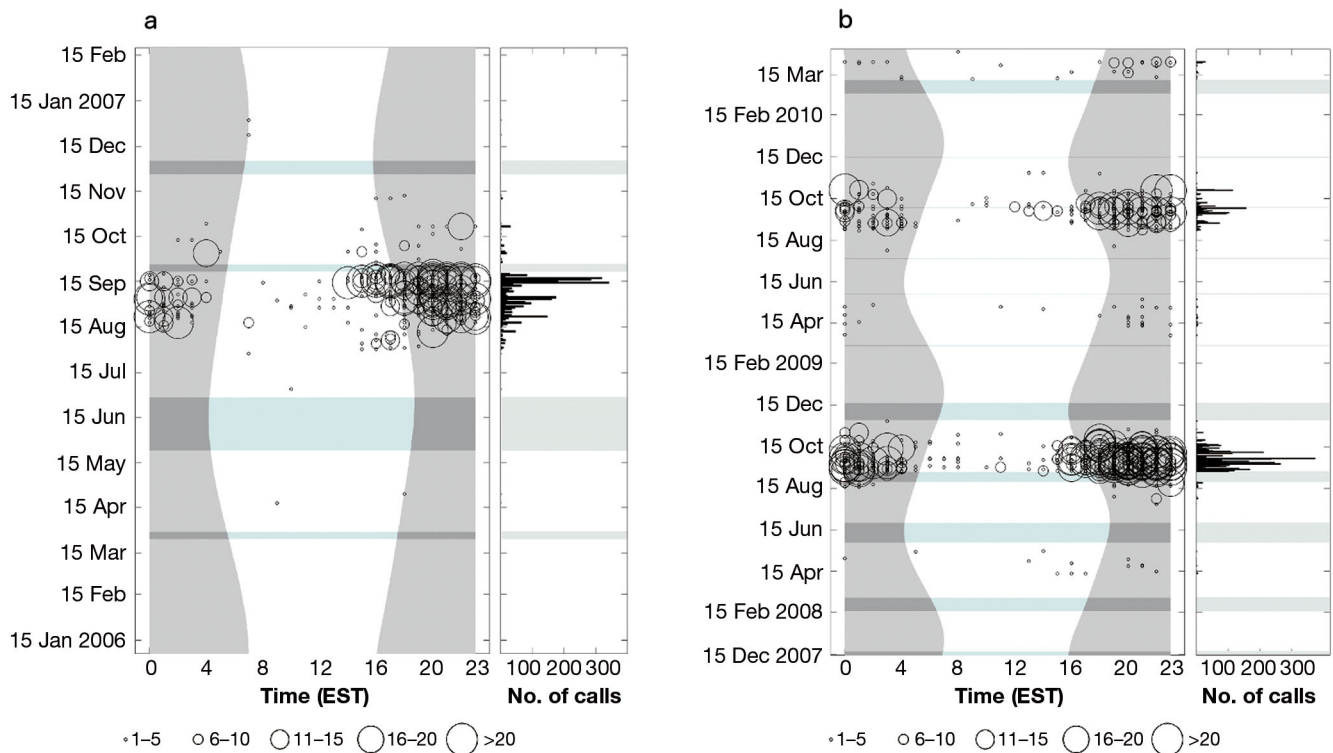 a
15 Feb
15 Jan 2007
15 Dec
15 Nov
15 Oct
15 Sep
15 Aug
15 Jul
15 Jun
15 May
15 Apr
15 Mar
15 Feb
15 Jan 2006
0 4 8 12 16 20 23
100 200 300
Time (EST)
No. of calls
1–5 6–10 11–15 16–20 >20
b
15 Mar
15 Feb 2010
15 Dec
15 Oct
15 Aug
15 Jun
15 Apr
15 Feb 2009
15 Dec
15 Oct
15 Aug
15 Jun
15 Apr
15 Feb 2008
15 Dec 2007
0 4 8 12 16 20 23
100 200 300
Time (EST)
No. of calls
1–5 6–10 11–15 16–20 >20